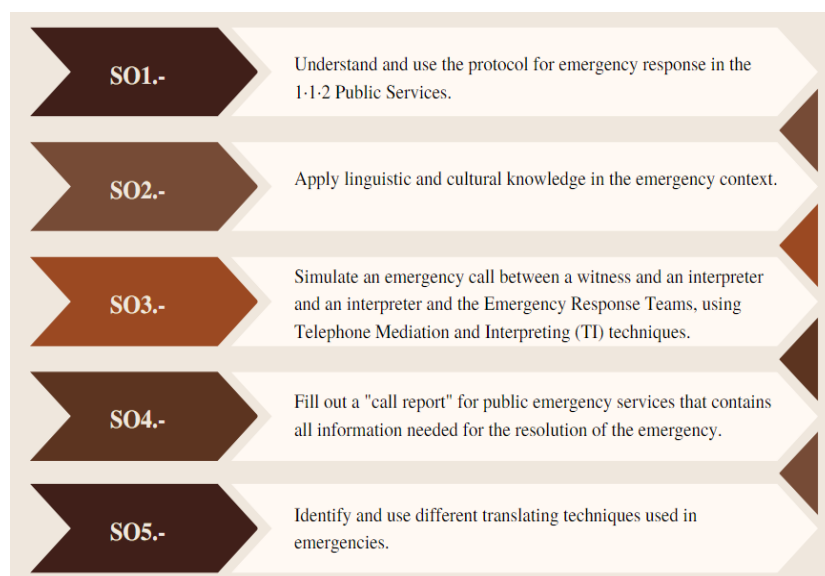 SO1.-
Understand and use the protocol for emergency response in the
1·1·2 Public Services.
SO2.-
Apply linguistic and cultural knowledge in the emergency context.
SO3.-
Simulate an emergency call between a witness and an interpreter
and an interpreter and the Emergency Response Teams, using
Telephone Mediation and Interpreting (TI) techniques.
SO4.-
Fill out a "call report" for public emergency services that contains
all information needed for the resolution of the emergency.
SO5.-
Identify and use different translating techniques used in
emergencies.